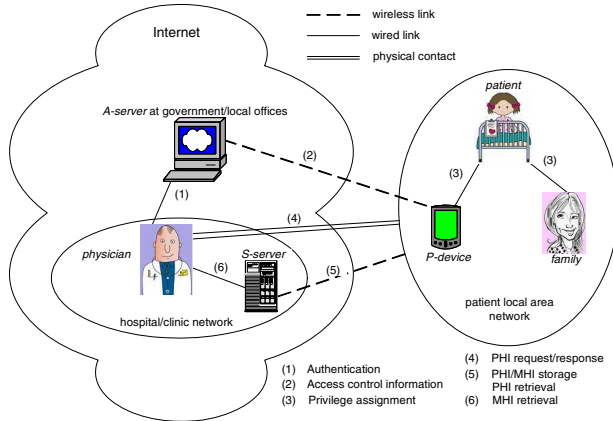 Internet
wireless link
wired link
physical contact
A-server at government/local offices
patient
(2)
(3)
(3)
(1)
(4)
physician
S-server
(6)
(5)
P-device
family
hospital/clinic network
patient local area
network
(1) Authentication
(2) Access control information
(3) Privilege assignment
(4) PHI request/response
(5) PHI/MHI storage
PHI retrieval
(6) MHI retrieval